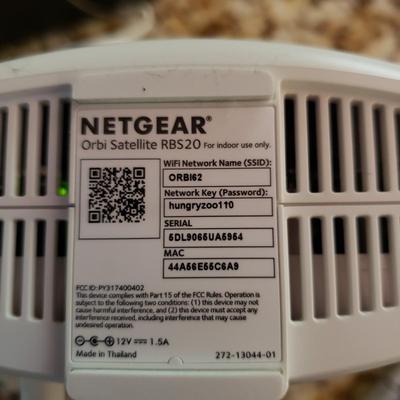 NETGEAR®
Orbi Satellite RBS20 For indoor use only.
WiFi Network Name (SSID):
ORBI62
Network Key (Password):
hungryzoo110
SERIAL
5DL9065UA5954
MAC
44A56E55C6A9
FCC ID: PY317400402
This device complies with Part 15 of the FCC Rules. Operation is
subject to the following two conditions: (1) this device may not
cause harmful interference, and (2) this device must accept any
interference received, including interference that may cause
undesired operation.
12V ⎓ 1.5A
Made in Thailand
272-13044-01